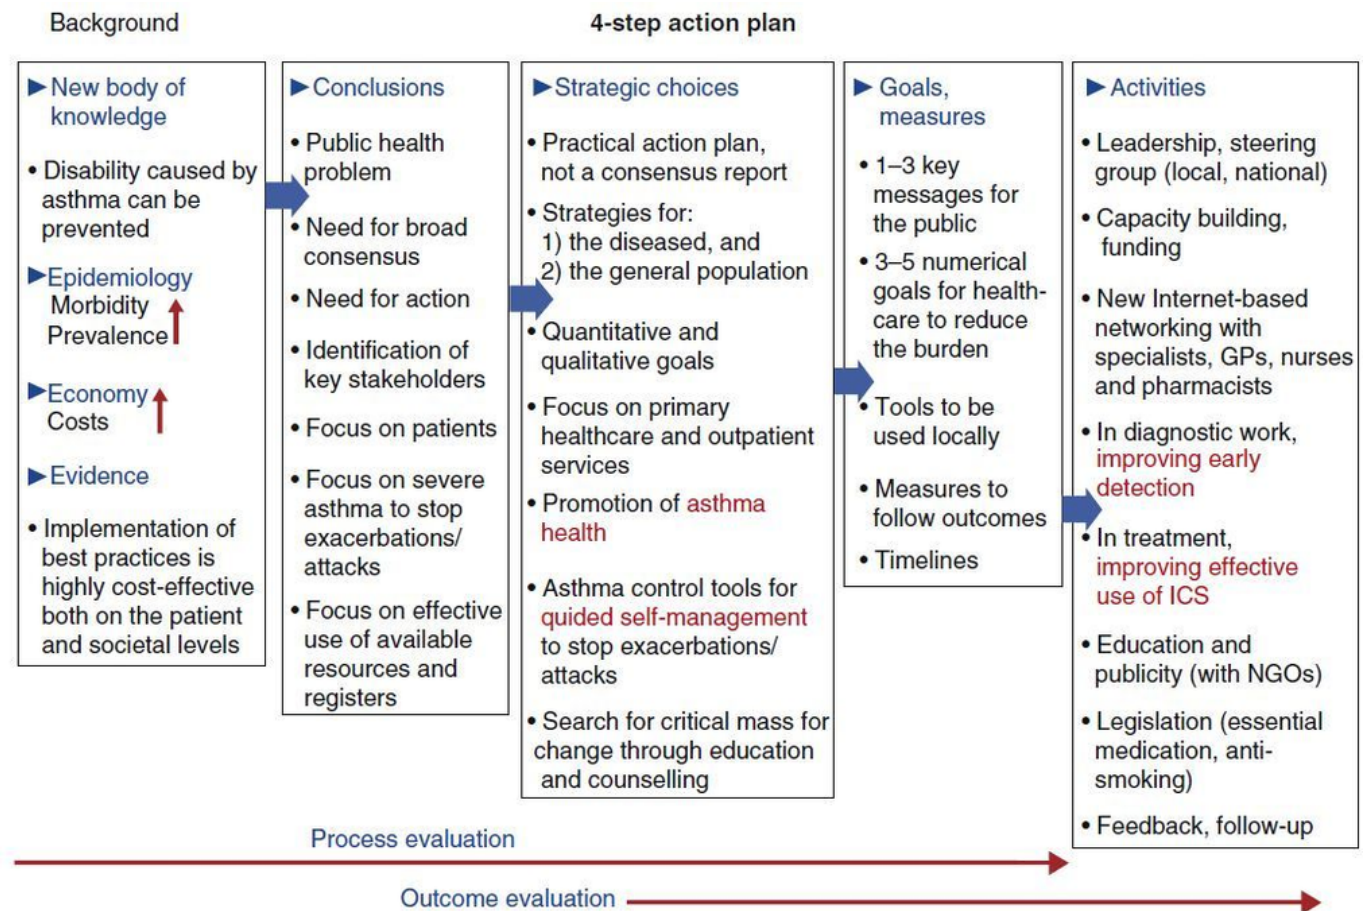 Background
4-step action plan
New body of
knowledge
• Disability caused by
asthma can be
prevented
Epidemiology
Morbidity
Prevalence
Economy
Costs
Evidence
• Implementation of
best practices is
highly cost-effective
both on the patient
and societal levels
Conclusions
• Public health
problem
• Need for broad
consensus
• Need for action
• Identification of
key stakeholders
• Focus on patients
• Focus on severe
asthma to stop
exacerbations/
attacks
• Focus on effective
use of available
resources and
registers
Strategic choices
• Practical action plan,
not a consensus report
• Strategies for:
1) the diseased, and
2) the general population
• Quantitative and
qualitative goals
• Focus on primary
healthcare and outpatient
services
• Promotion of asthma
health
• Asthma control tools for
quided self-management
to stop exacerbations/
attacks
• Search for critical mass for
change through education
and counselling
Goals,
measures
• 1–3 key
messages for
the public
• 3–5 numerical
goals for health-
care to reduce
the burden
• Tools to be
used locally
• Measures to
follow outcomes
• Timelines
Activities
• Leadership, steering
group (local, national)
• Capacity building,
funding
• New Internet-based
networking with
specialists, GPs, nurses
and pharmacists
• In diagnostic work,
improving early
detection
• In treatment,
improving effective
use of ICS
• Education and
publicity (with NGOs)
• Legislation (essential
medication, anti-
smoking)
• Feedback, follow-up
Process evaluation
Outcome evaluation